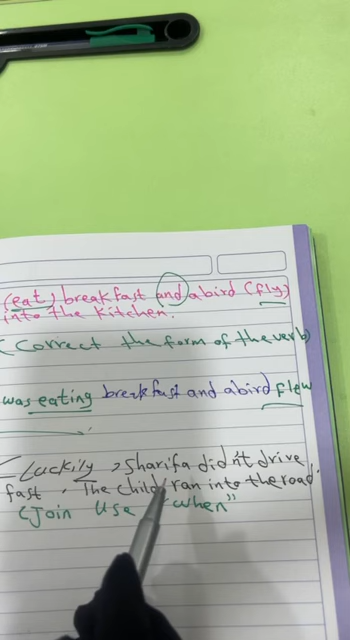 (eat) breakfast and a bird (fly)
into the kitchen.
( Correct the form of the verb)
was eating breakfast and a bird flew
Luckily, Sharifa didn't drive
fast. The child ran into the road.
(Join Use "when"